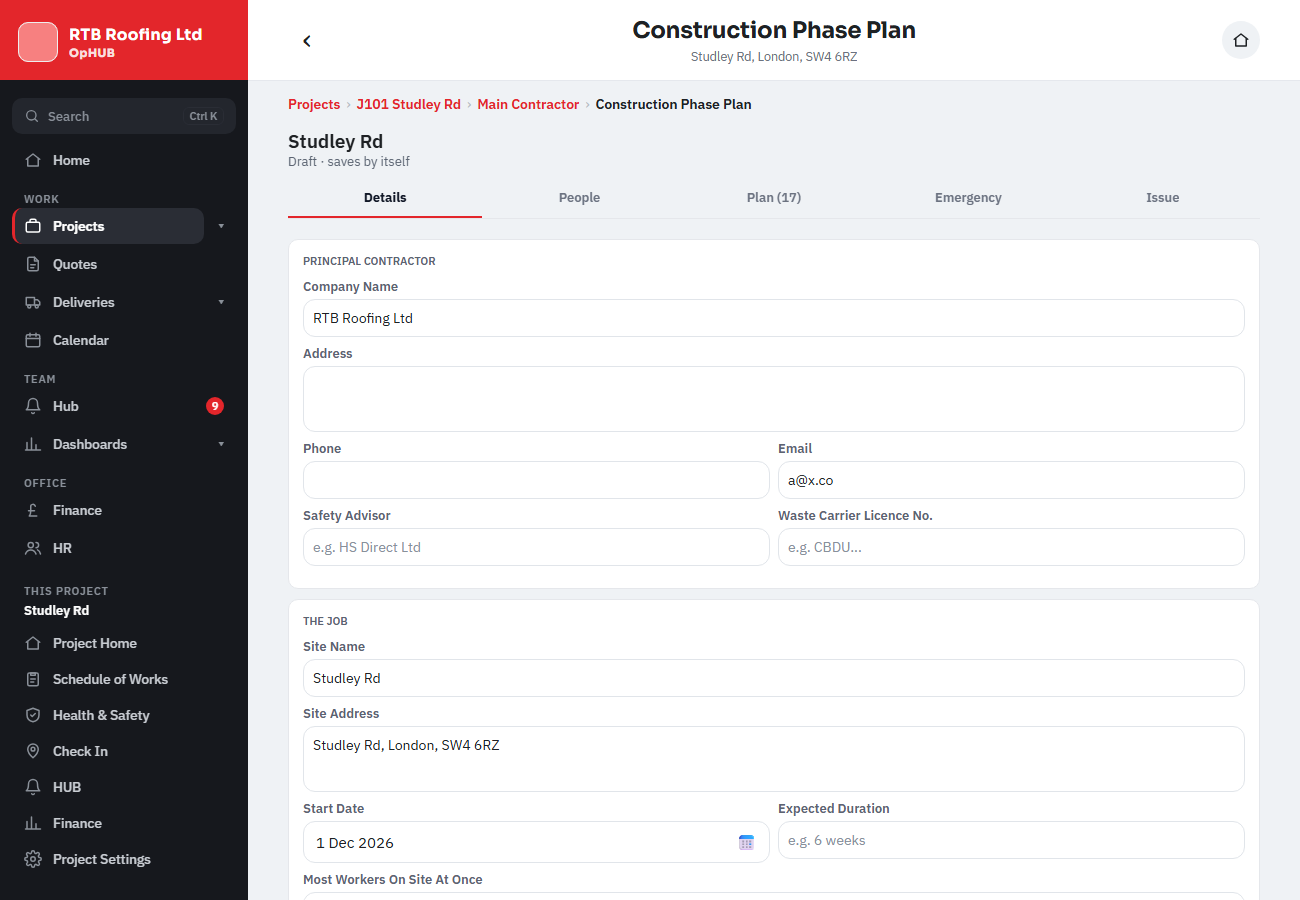 RTB Roofing Ltd
OpHUB
Search
Ctrl K
Home
WORK
Projects
Quotes
Deliveries
Calendar
TEAM
Hub
9
Dashboards
OFFICE
Finance
HR
THIS PROJECT
Studley Rd
Project Home
Schedule of Works
Health & Safety
Check In
HUB
Finance
Project Settings
Construction Phase Plan
Studley Rd, London, SW4 6RZ
Projects › J101 Studley Rd › Main Contractor › Construction Phase Plan
Studley Rd
Draft · saves by itself
Details
People
Plan (17)
Emergency
Issue
PRINCIPAL CONTRACTOR
Company Name
RTB Roofing Ltd
Address
Phone
Email
a@x.co
Safety Advisor
Waste Carrier Licence No.
e.g. HS Direct Ltd
e.g. CBDU...
THE JOB
Site Name
Studley Rd
Site Address
Studley Rd, London, SW4 6RZ
Start Date
Expected Duration
1 Dec 2026
e.g. 6 weeks
Most Workers On Site At Once